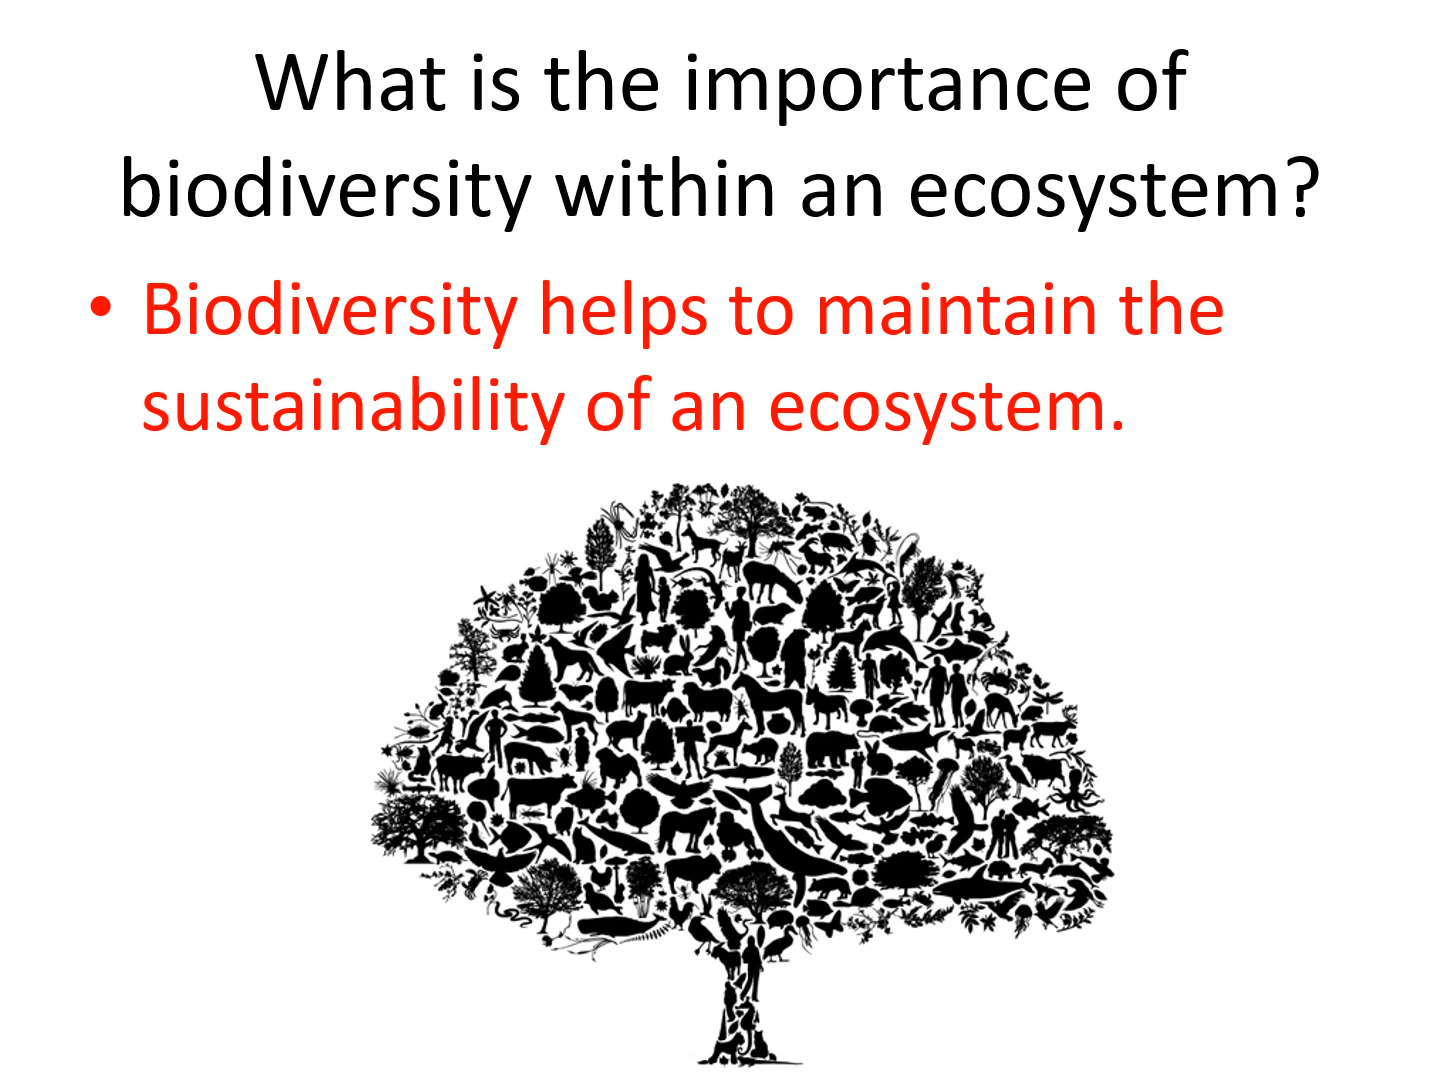 What is the importance of
biodiversity within an ecosystem?
• Biodiversity helps to maintain the
sustainability of an ecosystem.